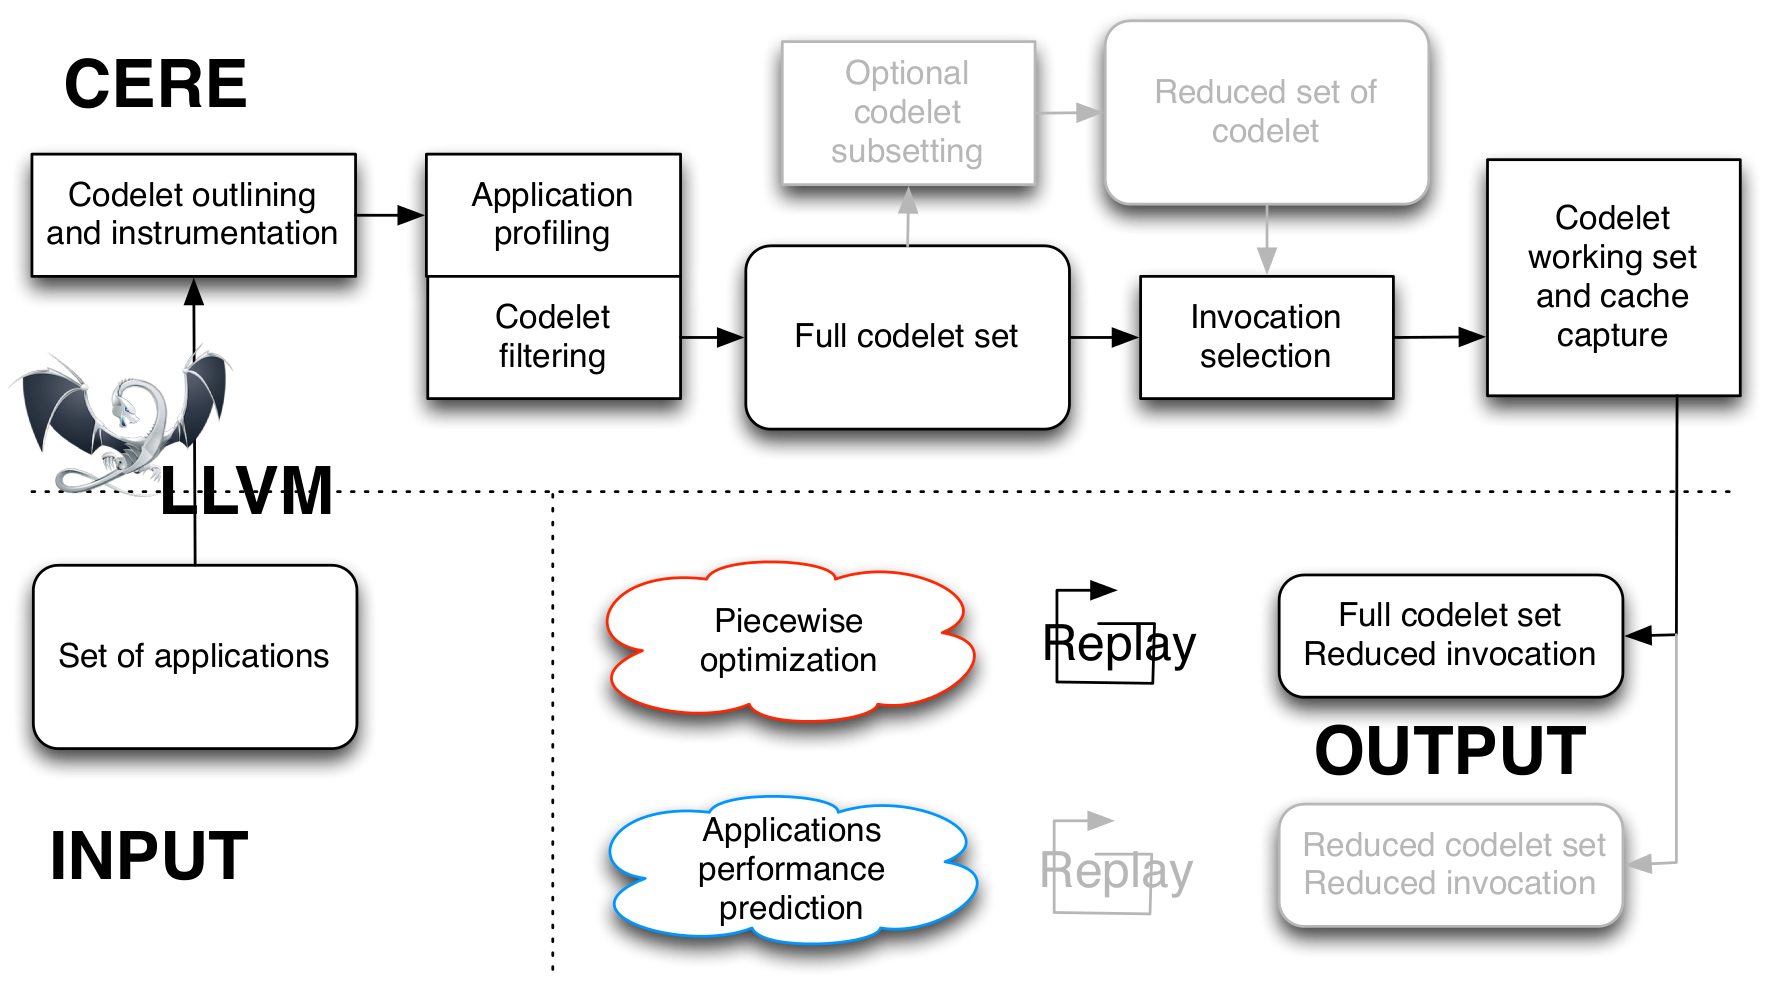 CERE
Codelet outlining
and instrumentation
Application
profiling
Codelet
filtering
Full codelet set
Optional
codelet
subsetting
Reduced set of
codelet
Invocation
selection
Codelet
working set
and cache
capture
LLVM
Set of applications
INPUT
Piecewise
optimization
Replay
Full codelet set
Reduced invocation
OUTPUT
Applications
performance
prediction
Replay
Reduced codelet set
Reduced invocation